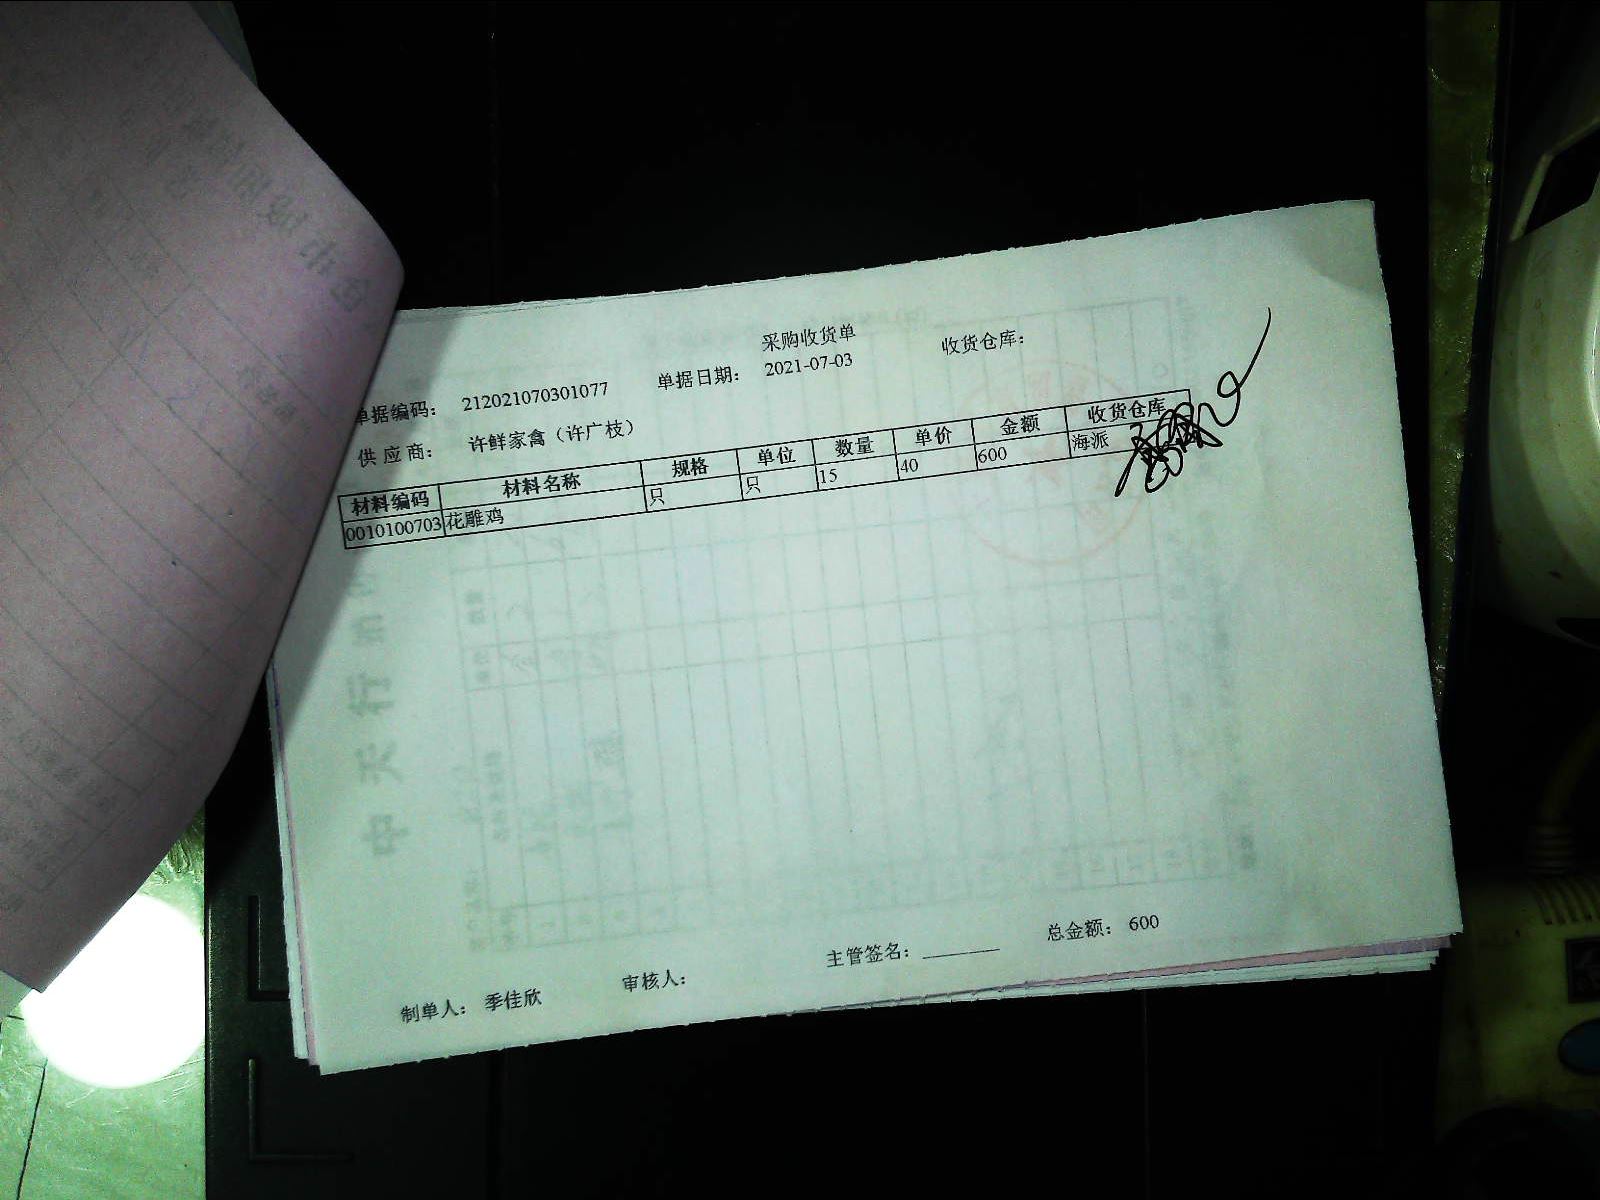 采购收货单
单据编码: 212021070301077 单据日期: 2021-07-03 收货仓库:
供应商: 许鲜家禽（许广枝）
材料编码 材料名称 规格 单位 数量 单价 金额 收货仓库
0010100703 花雕鸡 只 只 15 40 600 海派
中天行
制单人: 季佳欣 审核人: 主管签名: ________ 总金额: 600